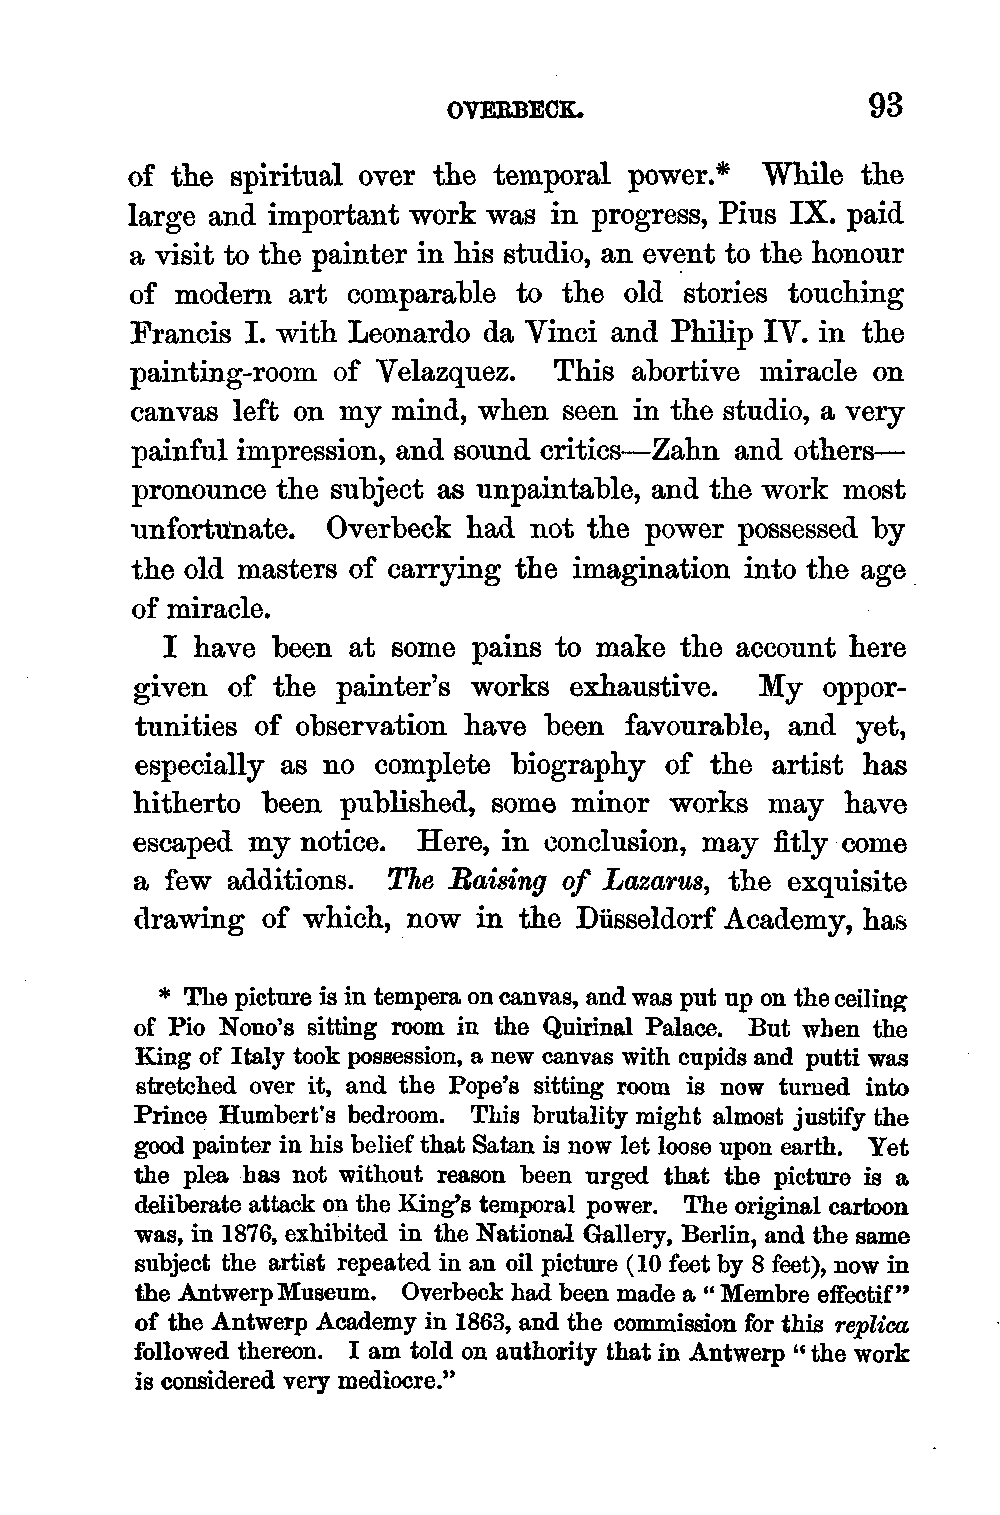 OVERBECK. 93
of the spiritual over the temporal power.* While the
large and important work was in progress, Pius IX. paid
a visit to the painter in his studio, an event to the honour
of modern art comparable to the old stories touching
Francis I. with Leonardo da Vinci and Philip IV. in the
painting-room of Velazquez. This abortive miracle on
canvas left on my mind, when seen in the studio, a very
painful impression, and sound critics—Zahn and others—
pronounce the subject as unpaintable, and the work most
unfortunate. Overbeck had not the power possessed by
the old masters of carrying the imagination into the age
of miracle.
I have been at some pains to make the account here
given of the painter's works exhaustive. My oppor-
tunities of observation have been favourable, and yet,
especially as no complete biography of the artist has
hitherto been published, some minor works may have
escaped my notice. Here, in conclusion, may fitly come
a few additions. The Raising of Lazarus, the exquisite
drawing of which, now in the Düsseldorf Academy, has
* The picture is in tempera on canvas, and was put up on the ceiling
of Pio Nono's sitting room in the Quirinal Palace. But when the
King of Italy took possession, a new canvas with cupids and putti was
stretched over it, and the Pope's sitting room is now turned into
Prince Humbert's bedroom. This brutality might almost justify the
good painter in his belief that Satan is now let loose upon earth. Yet
the plea has not without reason been urged that the picture is a
deliberate attack on the King's temporal power. The original cartoon
was, in 1876, exhibited in the National Gallery, Berlin, and the same
subject the artist repeated in an oil picture (10 feet by 8 feet), now in
the Antwerp Museum. Overbeck had been made a “Membre effectif”
of the Antwerp Academy in 1863, and the commission for this replica
followed thereon. I am told on authority that in Antwerp “the work
is considered very mediocre.”